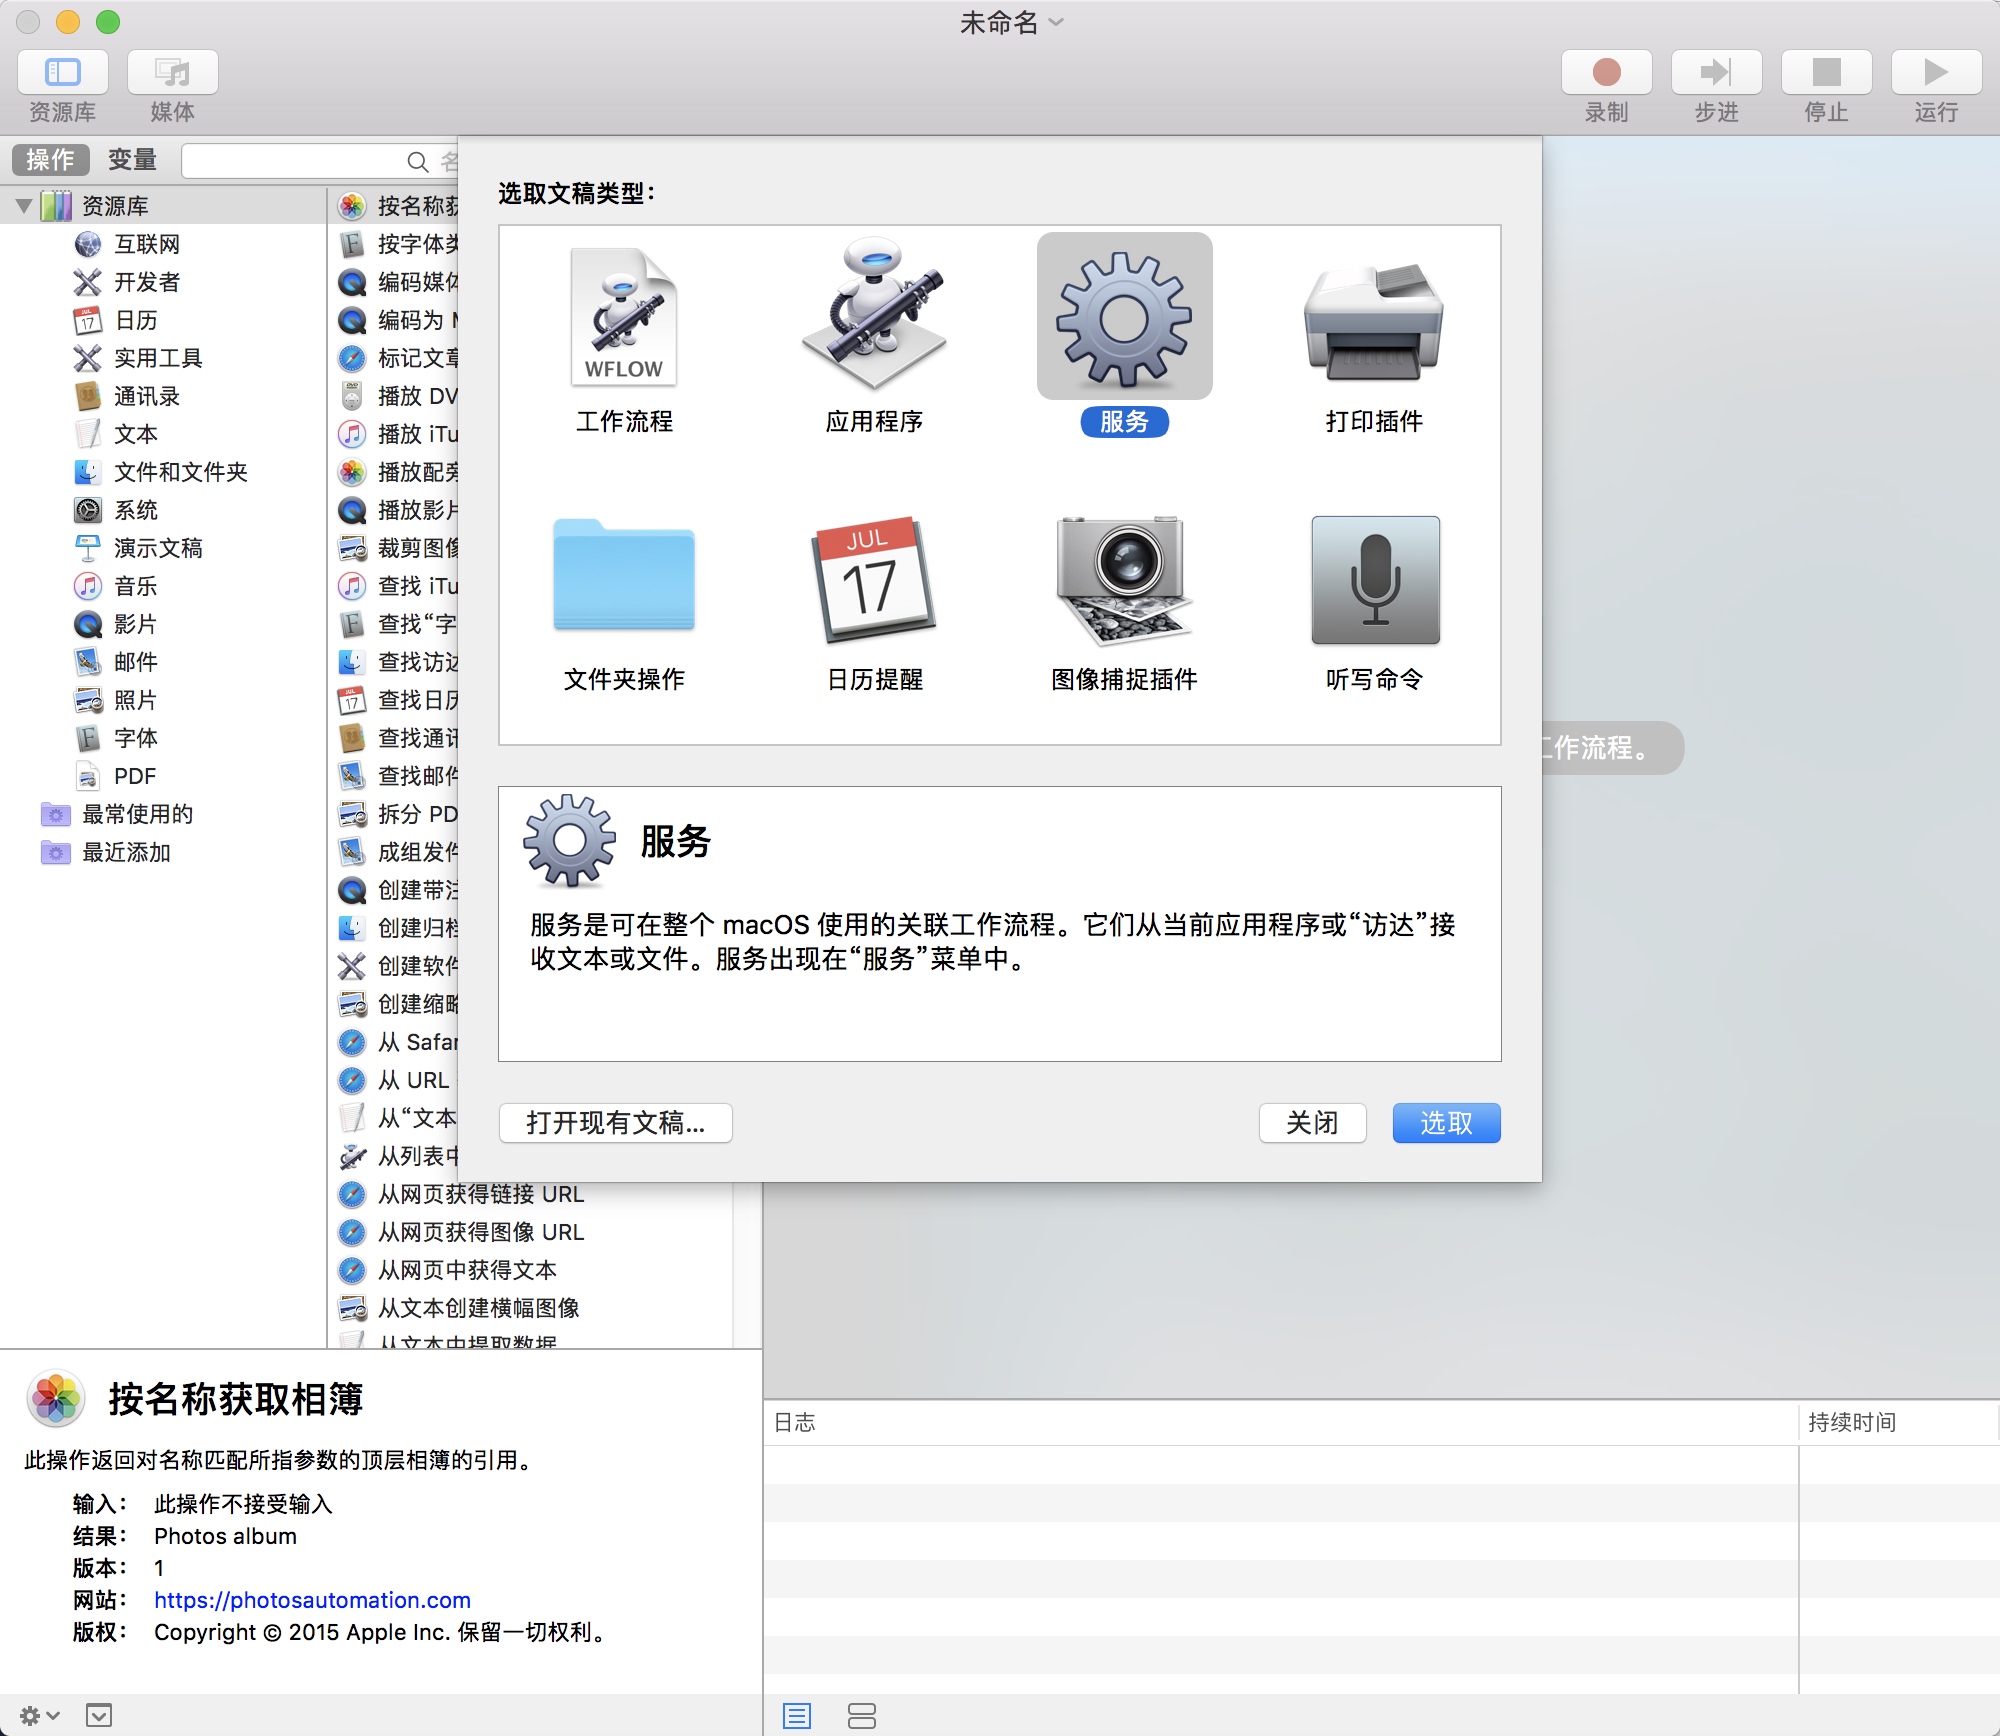 未命名
资源库
媒体
录制
步进
停止
运行
操作
变量
名
选取文稿类型：
WFLOW
工作流程
应用程序
服务
打印插件
JUL
17
文件夹操作
日历提醒
图像捕捉插件
听写命令
服务
服务是可在整个 macOS 使用的关联工作流程。它们从当前应用程序或“访达”接
收文本或文件。服务出现在“服务”菜单中。
打开现有文稿...
关闭
选取
工作流程。
资源库
互联网
开发者
日历
实用工具
通讯录
文本
文件和文件夹
系统
演示文稿
音乐
影片
邮件
照片
字体
PDF
最常使用的
最近添加
按名称获
按字体类
编码媒体
编码为
标记文章
播放 DV
播放 iTu
播放配旁
播放影片
裁剪图像
查找 iTu
查找“字
查找访达
查找日历
查找通讯
查找邮件
拆分 PD
成组发件
创建带注
创建归档
创建软件
创建缩略
从 Safar
从 URL
从“文本
从列表中
从网页获得链接 URL
从网页获得图像 URL
从网页中获得文本
从文本创建横幅图像
从文本中提取数据
按名称获取相簿
此操作返回对名称匹配所指参数的顶层相簿的引用。
输入： 此操作不接受输入
结果： Photos album
版本： 1
网站： https://photosautomation.com
版权： Copyright © 2015 Apple Inc. 保留一切权利。
日志
持续时间